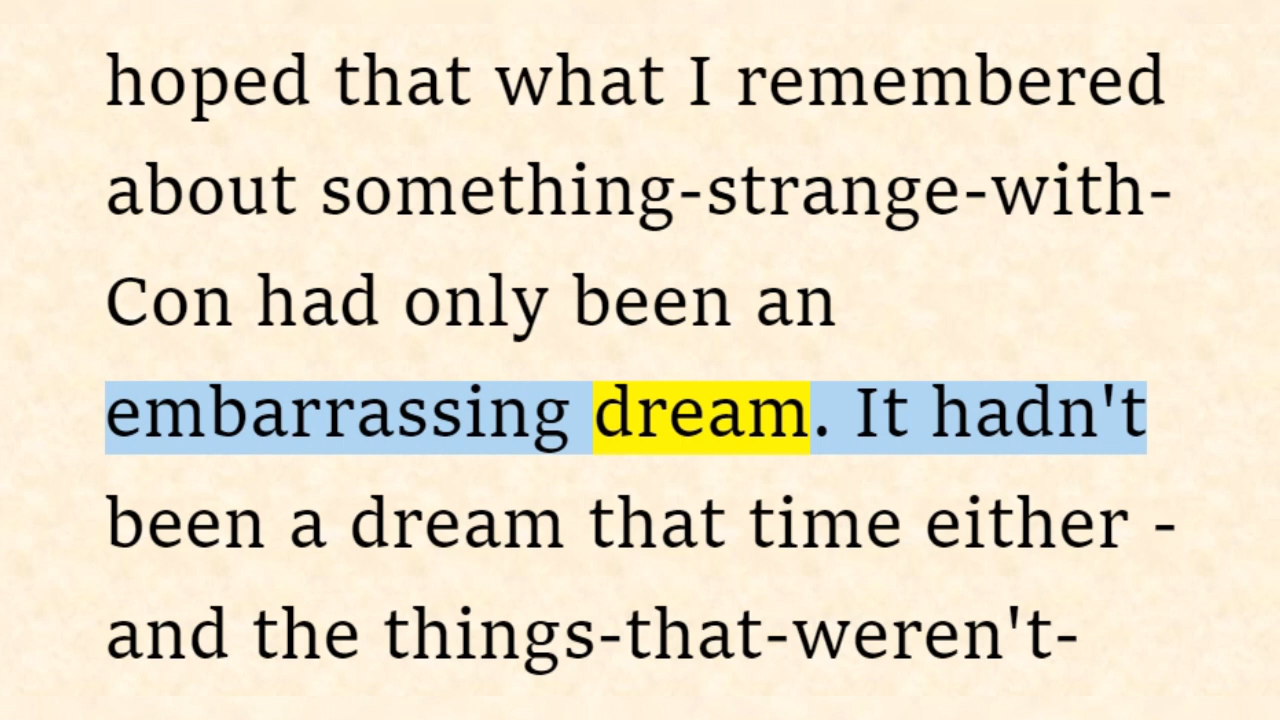 hoped that what I remembered
about something-strange-with-
Con had only been an
embarrassing dream. It hadn't
been a dream that time either -
and the things-that-weren't-